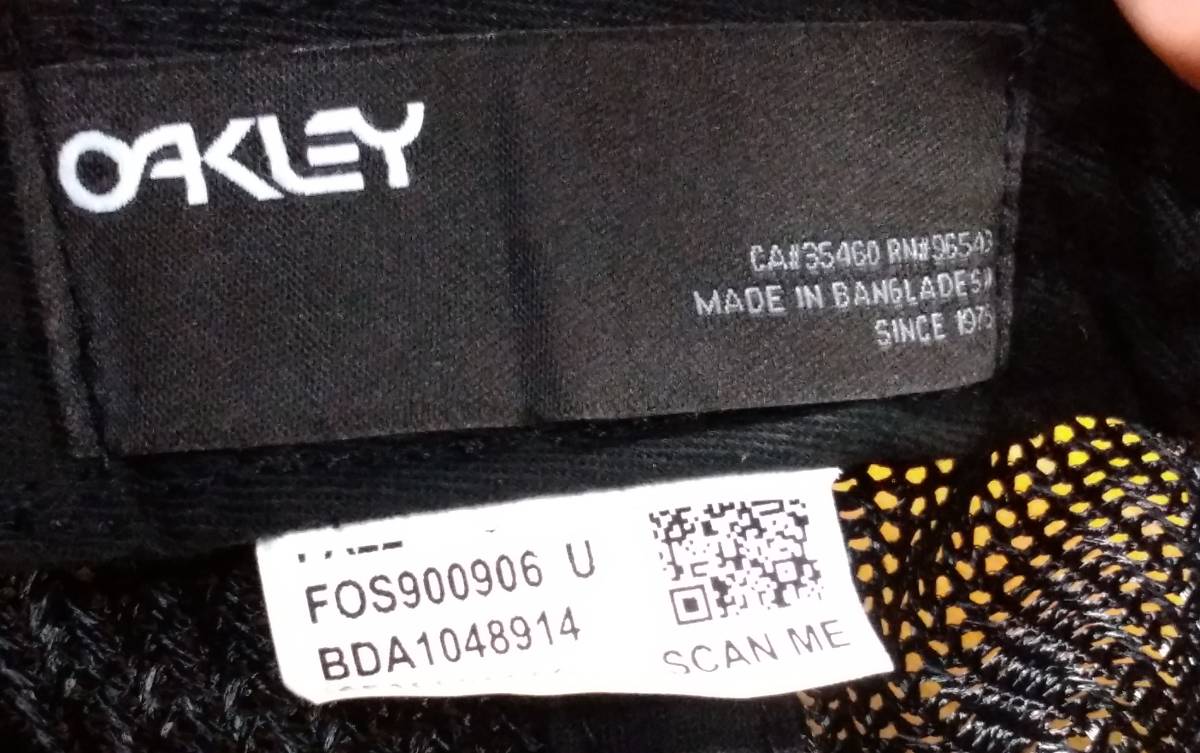 OAKLEY
CA#35460 RN#96543
MADE IN BANGLADESH
SINCE 1975
FOS900906 U
BDA1048914
SCAN ME